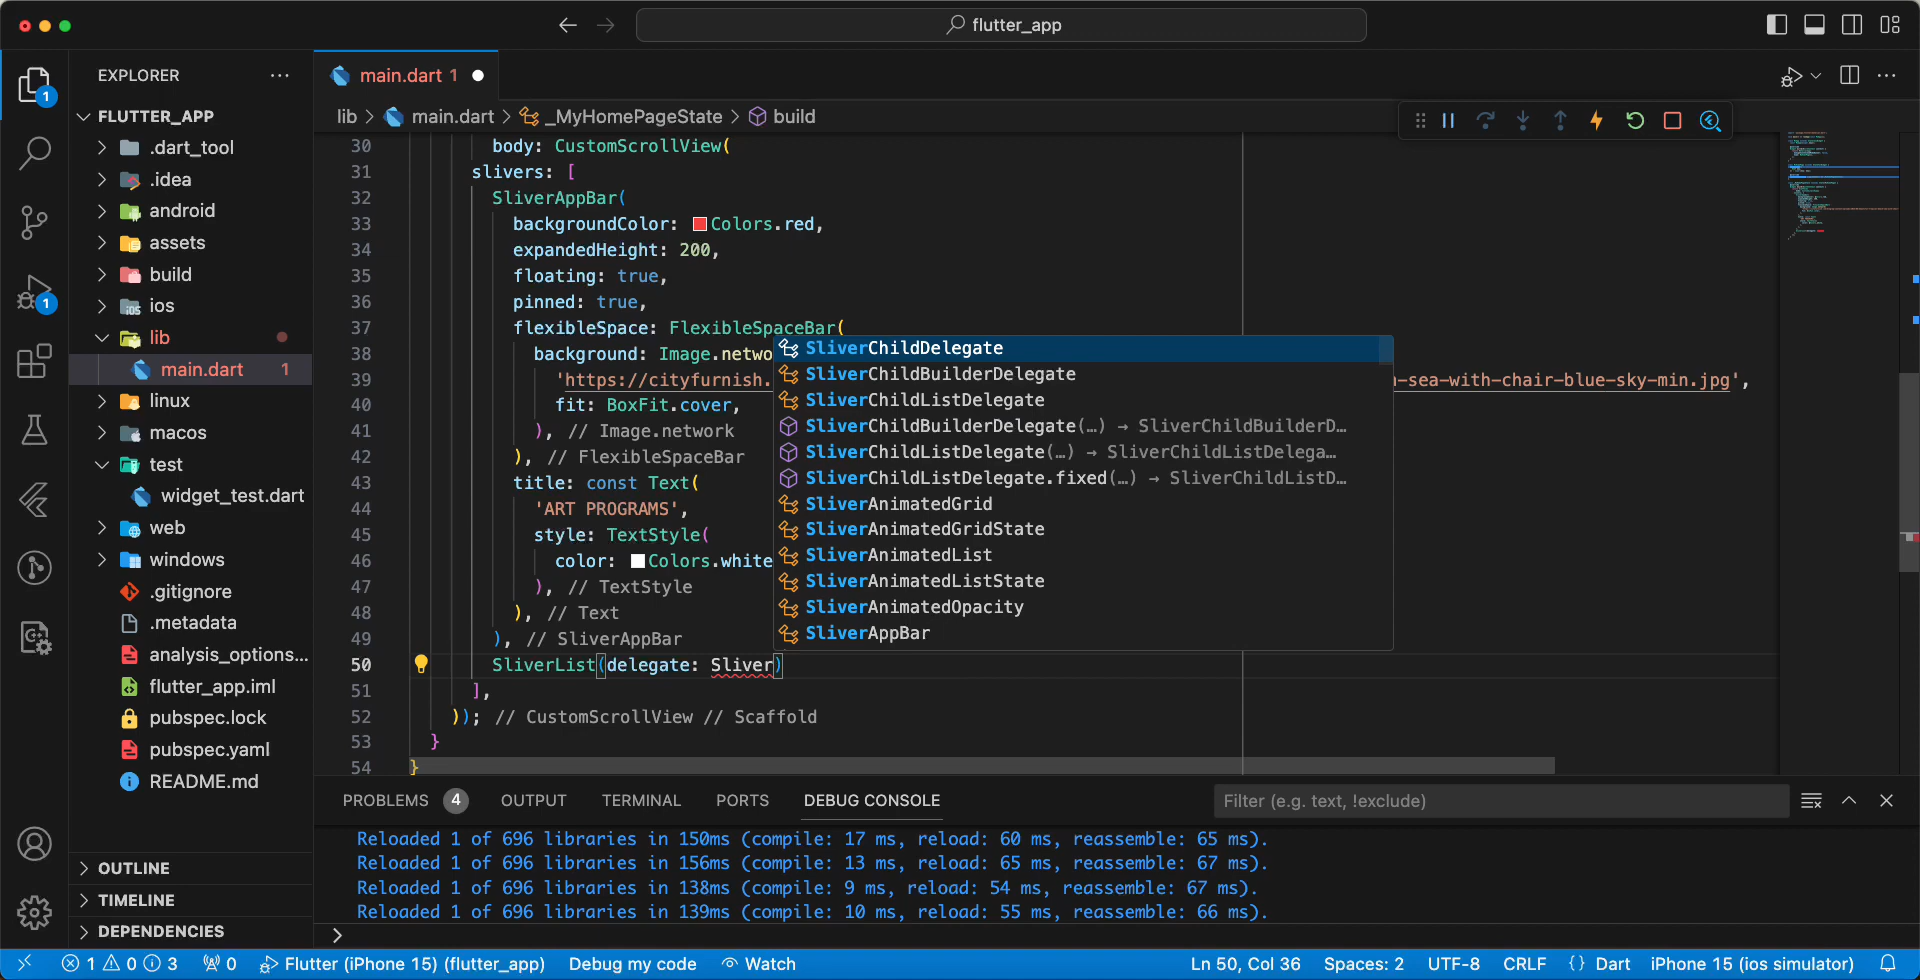 flutter_app
EXPLORER
FLUTTER_APP
.dart_tool
.idea
android
assets
build
ios
lib
main.dart 1
linux
macos
test
widget_test.dart
web
windows
.gitignore
.metadata
analysis_options...
flutter_app.iml
pubspec.lock
pubspec.yaml
README.md
OUTLINE
TIMELINE
DEPENDENCIES
1
1
main.dart 1
lib > main.dart > _MyHomePageState > build
30 body: CustomScrollView(
31 slivers: [
32 SliverAppBar(
33 backgroundColor: Colors.red,
34 expandedHeight: 200,
35 floating: true,
36 pinned: true,
37 flexibleSpace: FlexibleSpaceBar(
38 background: Image.netwo
39 'https://cityfurnish. -sea-with-chair-blue-sky-min.jpg',
40 fit: BoxFit.cover,
41 ), // Image.network
42 ), // FlexibleSpaceBar
43 title: const Text(
44 'ART PROGRAMS',
45 style: TextStyle(
46 color: Colors.white
47 ), // TextStyle
48 ), // Text
49 ), // SliverAppBar
50 SliverList(delegate: Sliver)
51 ],
52 )); // CustomScrollView // Scaffold
53 }
54 }
SliverChildDelegate
SliverChildBuilderDelegate
SliverChildListDelegate
SliverChildBuilderDelegate(…) → SliverChildBuilderD…
SliverChildListDelegate(…) → SliverChildListDelega…
SliverChildListDelegate.fixed(…) → SliverChildListD…
SliverAnimatedGrid
SliverAnimatedGridState
SliverAnimatedList
SliverAnimatedListState
SliverAnimatedOpacity
SliverAppBar
PROBLEMS 4 OUTPUT TERMINAL PORTS DEBUG CONSOLE Filter (e.g. text, !exclude)
Reloaded 1 of 696 libraries in 150ms (compile: 17 ms, reload: 60 ms, reassemble: 65 ms).
Reloaded 1 of 696 libraries in 156ms (compile: 13 ms, reload: 65 ms, reassemble: 67 ms).
Reloaded 1 of 696 libraries in 138ms (compile: 9 ms, reload: 54 ms, reassemble: 67 ms).
Reloaded 1 of 696 libraries in 139ms (compile: 10 ms, reload: 55 ms, reassemble: 66 ms).
>
1 0 3 0 Flutter (iPhone 15) (flutter_app) Debug my code Watch Ln 50, Col 36 Spaces: 2 UTF-8 CRLF {} Dart iPhone 15 (ios simulator)